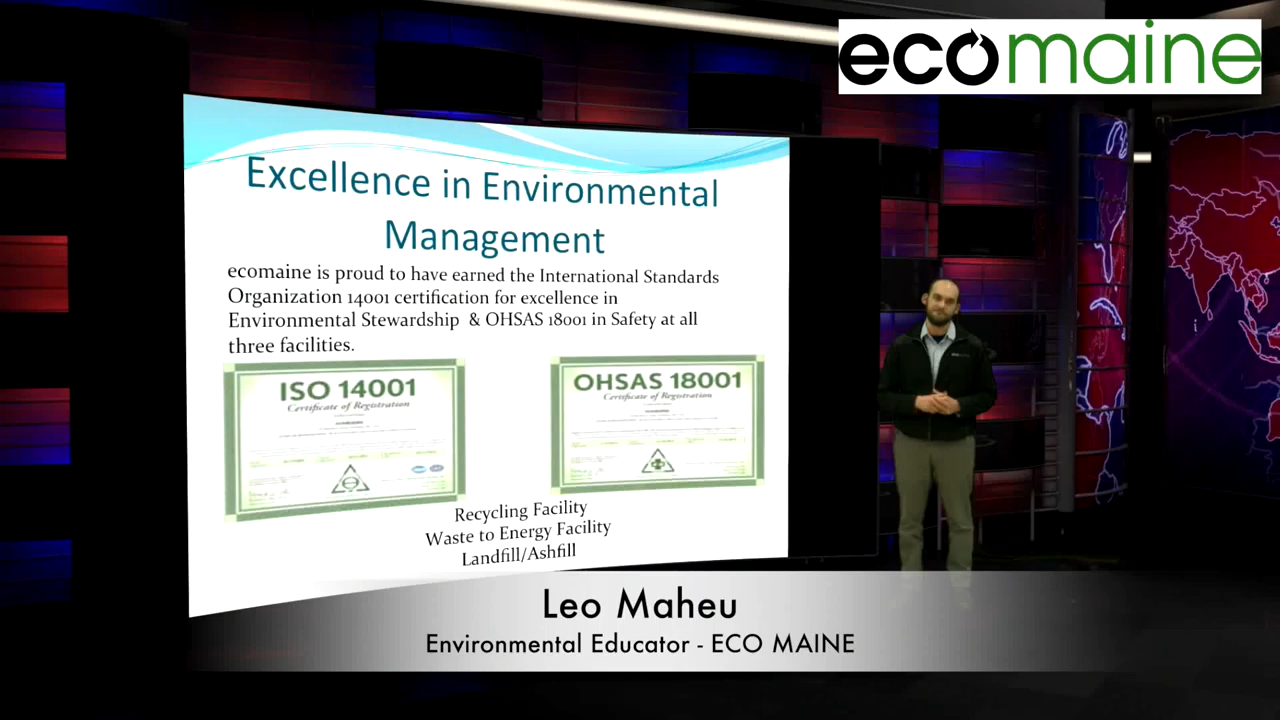 ecomaine
Excellence in Environmental
Management
ecomaine is proud to have earned the International Standards
Organization 14001 certification for excellence in
Environmental Stewardship & OHSAS 18001 in Safety at all
three facilities.
ISO 14001
Certificate of Registration
OHSAS 18001
Certificate of Registration
Recycling Facility
Waste to Energy Facility
Landfill/Ashfill
Leo Maheu
Environmental Educator - ECO MAINE